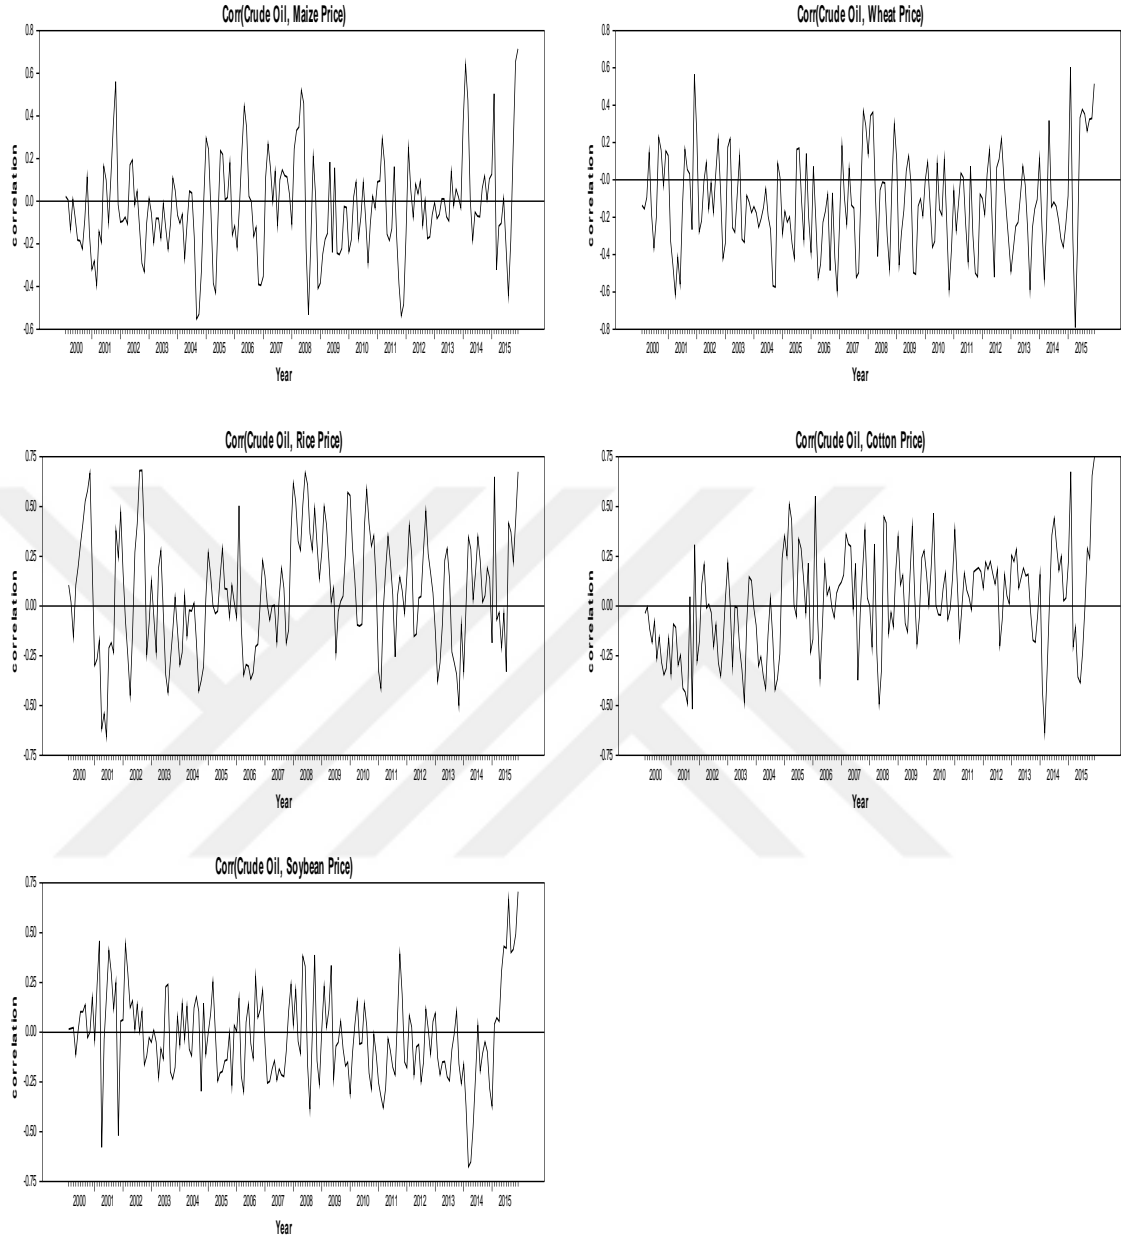 Corr(Crude Oil, Maize Price)
0.8
0.6
0.4
0.2
0.0
-0.2
-0.4
-0.6
correlation
2000 2001 2002 2003 2004 2005 2006 2007 2008 2009 2010 2011 2012 2013 2014 2015
Year
Corr(Crude Oil, Wheat Price)
0.8
0.6
0.4
0.2
-0.0
-0.2
-0.4
-0.6
-0.8
correlation
2000 2001 2002 2003 2004 2005 2006 2007 2008 2009 2010 2011 2012 2013 2014 2015
Year
Corr(Crude Oil, Rice Price)
0.75
0.50
0.25
0.00
-0.25
-0.50
-0.75
correlation
2000 2001 2002 2003 2004 2005 2006 2007 2008 2009 2010 2011 2012 2013 2014 2015
Year
Corr(Crude Oil, Cotton Price)
0.75
0.50
0.25
0.00
-0.25
-0.50
-0.75
correlation
2000 2001 2002 2003 2004 2005 2006 2007 2008 2009 2010 2011 2012 2013 2014 2015
Year
Corr(Crude Oil, Soybean Price)
0.75
0.50
0.25
0.00
-0.25
-0.50
-0.75
correlation
2000 2001 2002 2003 2004 2005 2006 2007 2008 2009 2010 2011 2012 2013 2014 2015
Year